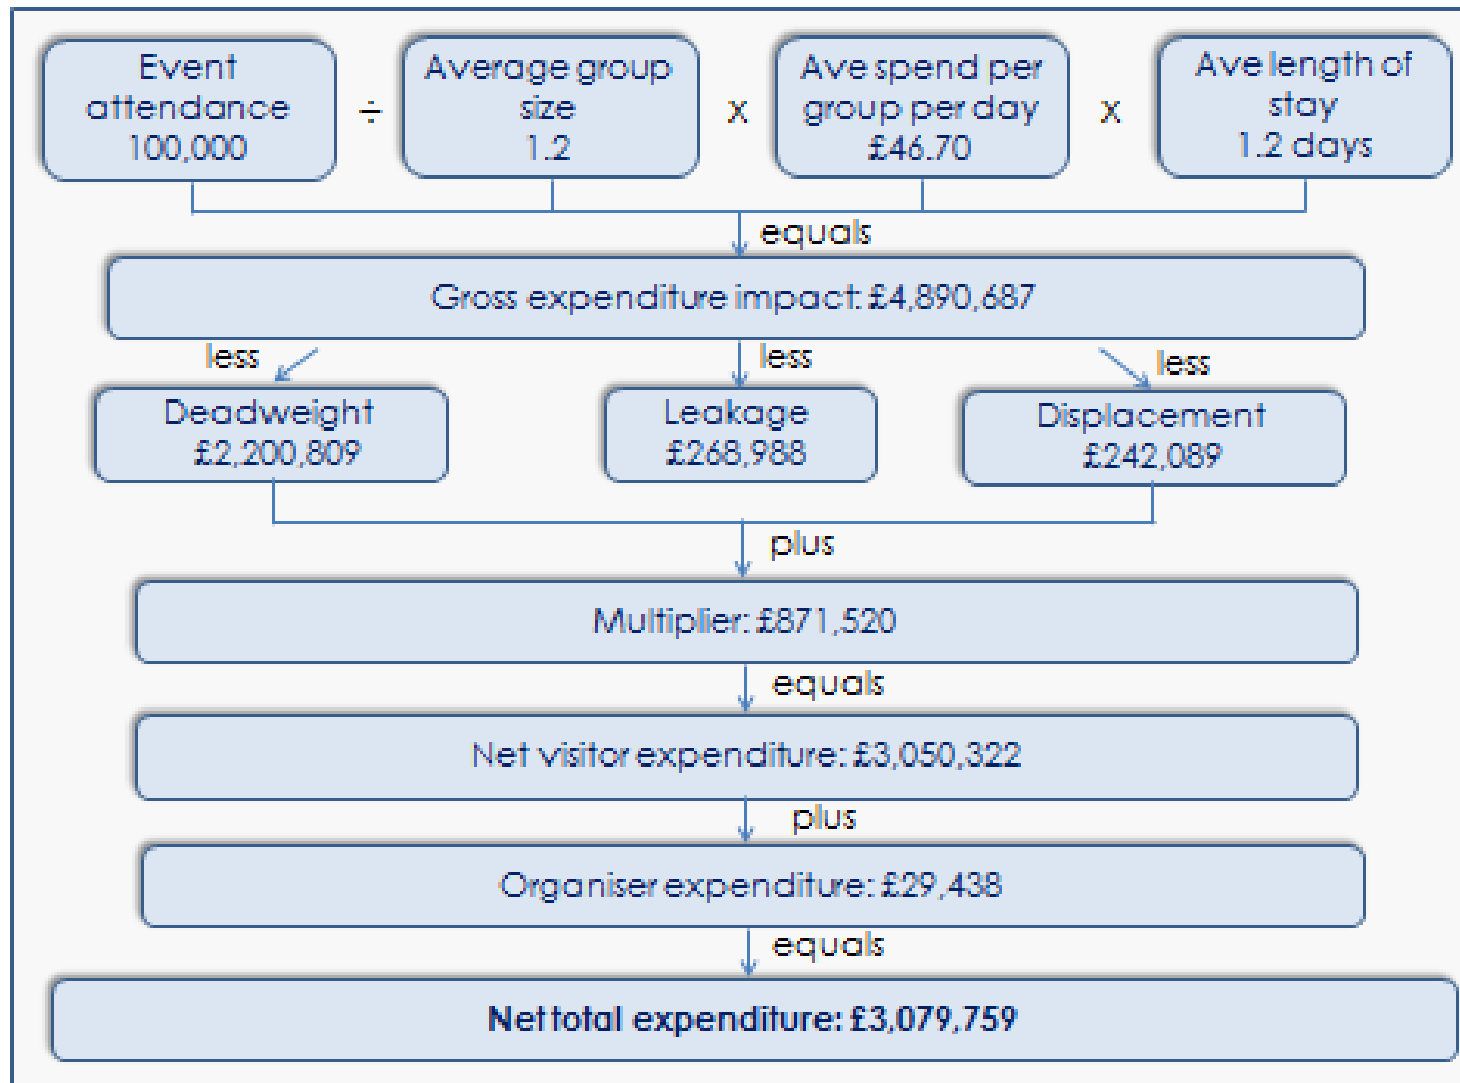 Event
attendance
100,000
÷
Average group
size
1.2
x
Ave spend per
group per day
£46.70
x
Ave length of
stay
1.2 days
equals
Gross expenditure impact: £4,890,687
less
less
less
Deadweight
£2,200,809
Leakage
£268,988
Displacement
£242,089
plus
Multiplier: £871,520
equals
Net visitor expenditure: £3,050,322
plus
Organiser expenditure: £29,438
equals
Net total expenditure: £3,079,759